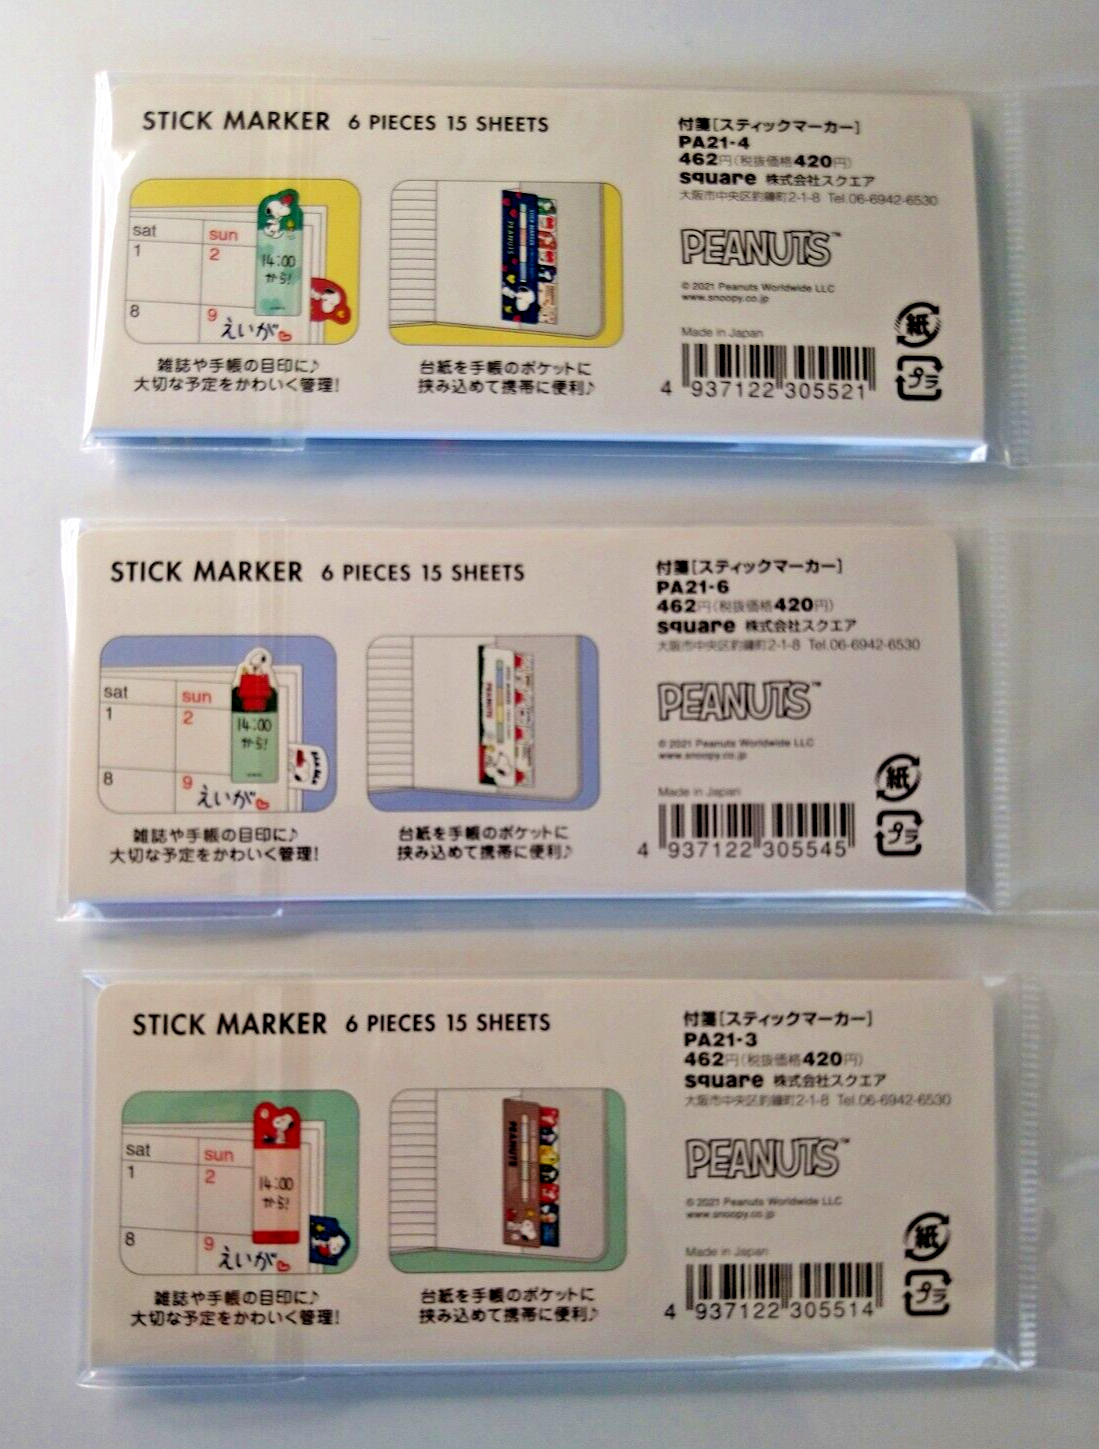 STICK MARKER 6 PIECES 15 SHEETS
sat
sun
1
2
14:00
から!
8
9
えいが
雑誌や手帳の目印に♪
大切な予定をかわいく管理!
PEANUTS
台紙を手帳のポケットに
挟み込めて携帯に便利♪
付箋[スティックマーカー]
PA21-4
462円(税抜価格420円)
square 株式会社スクエア
大阪市中央区釣鐘町2-1-8 Tel.06-6942-6530
PEANUTS™
© 2021 Peanuts Worldwide LLC
www.snoopy.co.jp
Made in Japan
4 937122 305521
紙
プラ
STICK MARKER 6 PIECES 15 SHEETS
sat
sun
1
2
14:00
から!
8
9
えいが
雑誌や手帳の目印に♪
大切な予定をかわいく管理!
PEANUTS
台紙を手帳のポケットに
挟み込めて携帯に便利♪
付箋[スティックマーカー]
PA21-6
462円(税抜価格420円)
square 株式会社スクエア
大阪市中央区釣鐘町2-1-8 Tel.06-6942-6530
PEANUTS™
© 2021 Peanuts Worldwide LLC
www.snoopy.co.jp
Made in Japan
4 937122 305545
紙
プラ
STICK MARKER 6 PIECES 15 SHEETS
sat
sun
1
2
14:00
から!
8
9
えいが
雑誌や手帳の目印に♪
大切な予定をかわいく管理!
PEANUTS
台紙を手帳のポケットに
挟み込めて携帯に便利♪
付箋[スティックマーカー]
PA21-3
462円(税抜価格420円)
square 株式会社スクエア
大阪市中央区釣鐘町2-1-8 Tel.06-6942-6530
PEANUTS™
© 2021 Peanuts Worldwide LLC
www.snoopy.co.jp
Made in Japan
4 937122 305514
紙
プラ